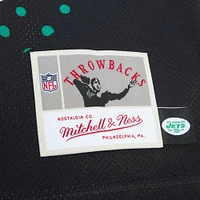 THROWBACKS
NFL
NOSTALGIA CO.
Mitchell & Ness
PHILADELPHIA, PA.
JETS